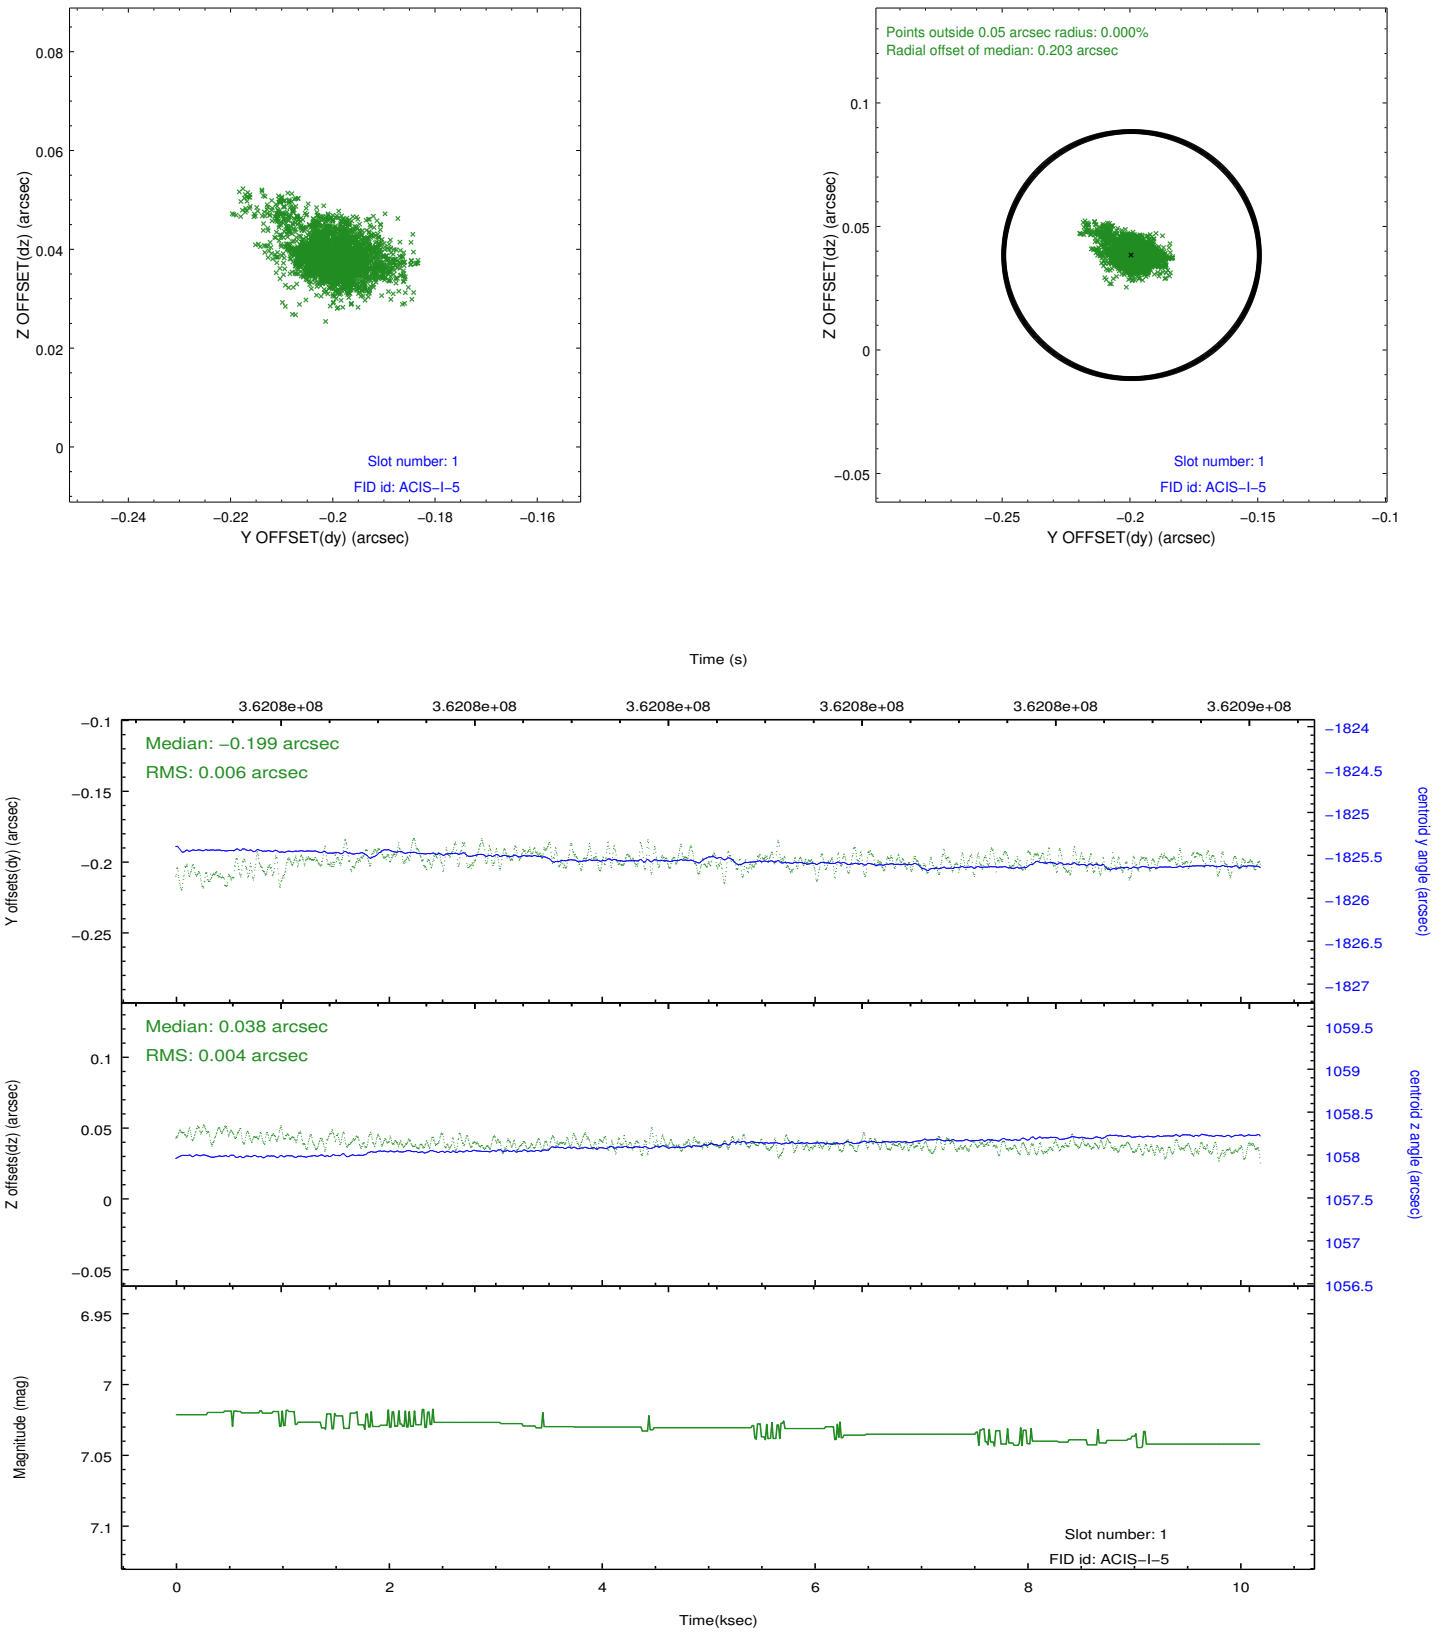 0.08
0.06
0.04
0.02
0
Z OFFSET(dz) (arcsec)
Slot number: 1
FID id: ACIS−I−5
−0.24 −0.22 −0.2 −0.18 −0.16
Y OFFSET(dy) (arcsec)
Points outside 0.05 arcsec radius: 0.000%
Radial offset of median: 0.203 arcsec
0.1
0.05
0
−0.05
Z OFFSET(dz) (arcsec)
Slot number: 1
FID id: ACIS−I−5
−0.25 −0.2 −0.15 −0.1
Y OFFSET(dy) (arcsec)
Time (s)
3.6208e+08 3.6208e+08 3.6208e+08 3.6208e+08 3.6208e+08 3.6209e+08
Median: −0.199 arcsec
RMS: 0.006 arcsec
−0.1
−0.15
−0.2
−0.25
Y offsets(dy) (arcsec)
−1824
−1824.5
−1825
−1825.5
−1826
−1826.5
−1827
centroid y angle (arcsec)
Median: 0.038 arcsec
RMS: 0.004 arcsec
0.1
0.05
0
−0.05
Z offsets(dz) (arcsec)
1059.5
1059
1058.5
1058
1057.5
1057
1056.5
centroid z angle (arcsec)
6.95
7
7.05
7.1
Magnitude (mag)
Slot number: 1
FID id: ACIS−I−5
0 2 4 6 8 10
Time(ksec)